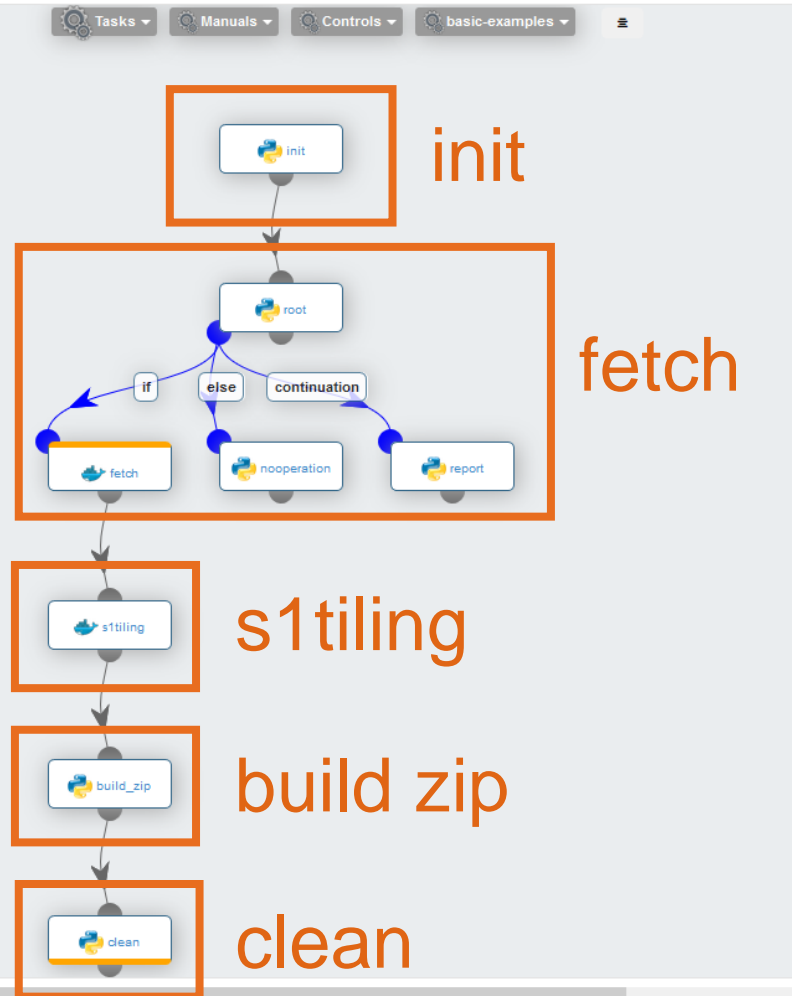 Tasks Manuals Controls basic-examples
init
init
root
fetch
if else continuation
fetch nooperation report
s1tiling
s1tiling
build_zip
build zip
clean
clean